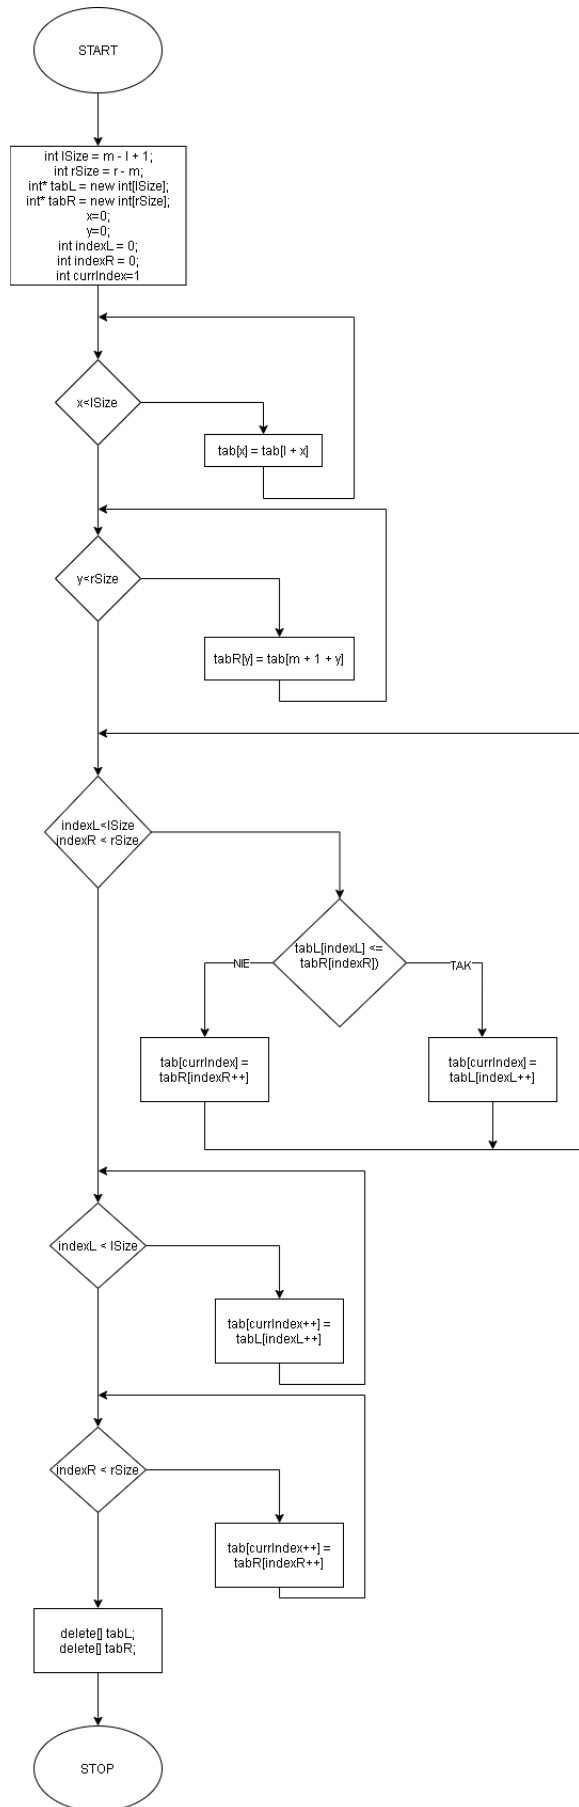 START
int lSize = m - l + 1;
int rSize = r - m;
int* tabL = new int[lSize];
int* tabR = new int[rSize];
x=0;
y=0;
int indexL = 0;
int indexR = 0;
int currIndex=1
x<lSize
tab[x] = tab[l + x]
y<rSize
tabR[y] = tab[m + 1 + y]
indexL<lSize
indexR < rSize
tabL[indexL] <=
tabR[indexR])
NIE
TAK
tab[currIndex] =
tabR[indexR++]
tab[currIndex] =
tabL[indexL++]
indexL < lSize
tab[currIndex++] =
tabL[indexL++]
indexR < rSize
tab[currIndex++] =
tabR[indexR++]
delete[] tabL;
delete[] tabR;
STOP